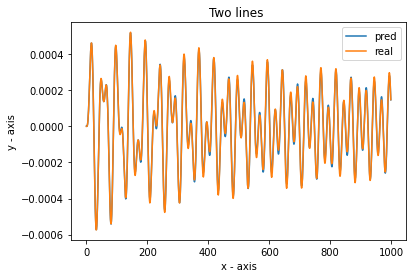 Two lines
pred
real
y - axis
0.0004
0.0002
0.0000
−0.0002
−0.0004
−0.0006
0
200
400
600
800
1000
x - axis